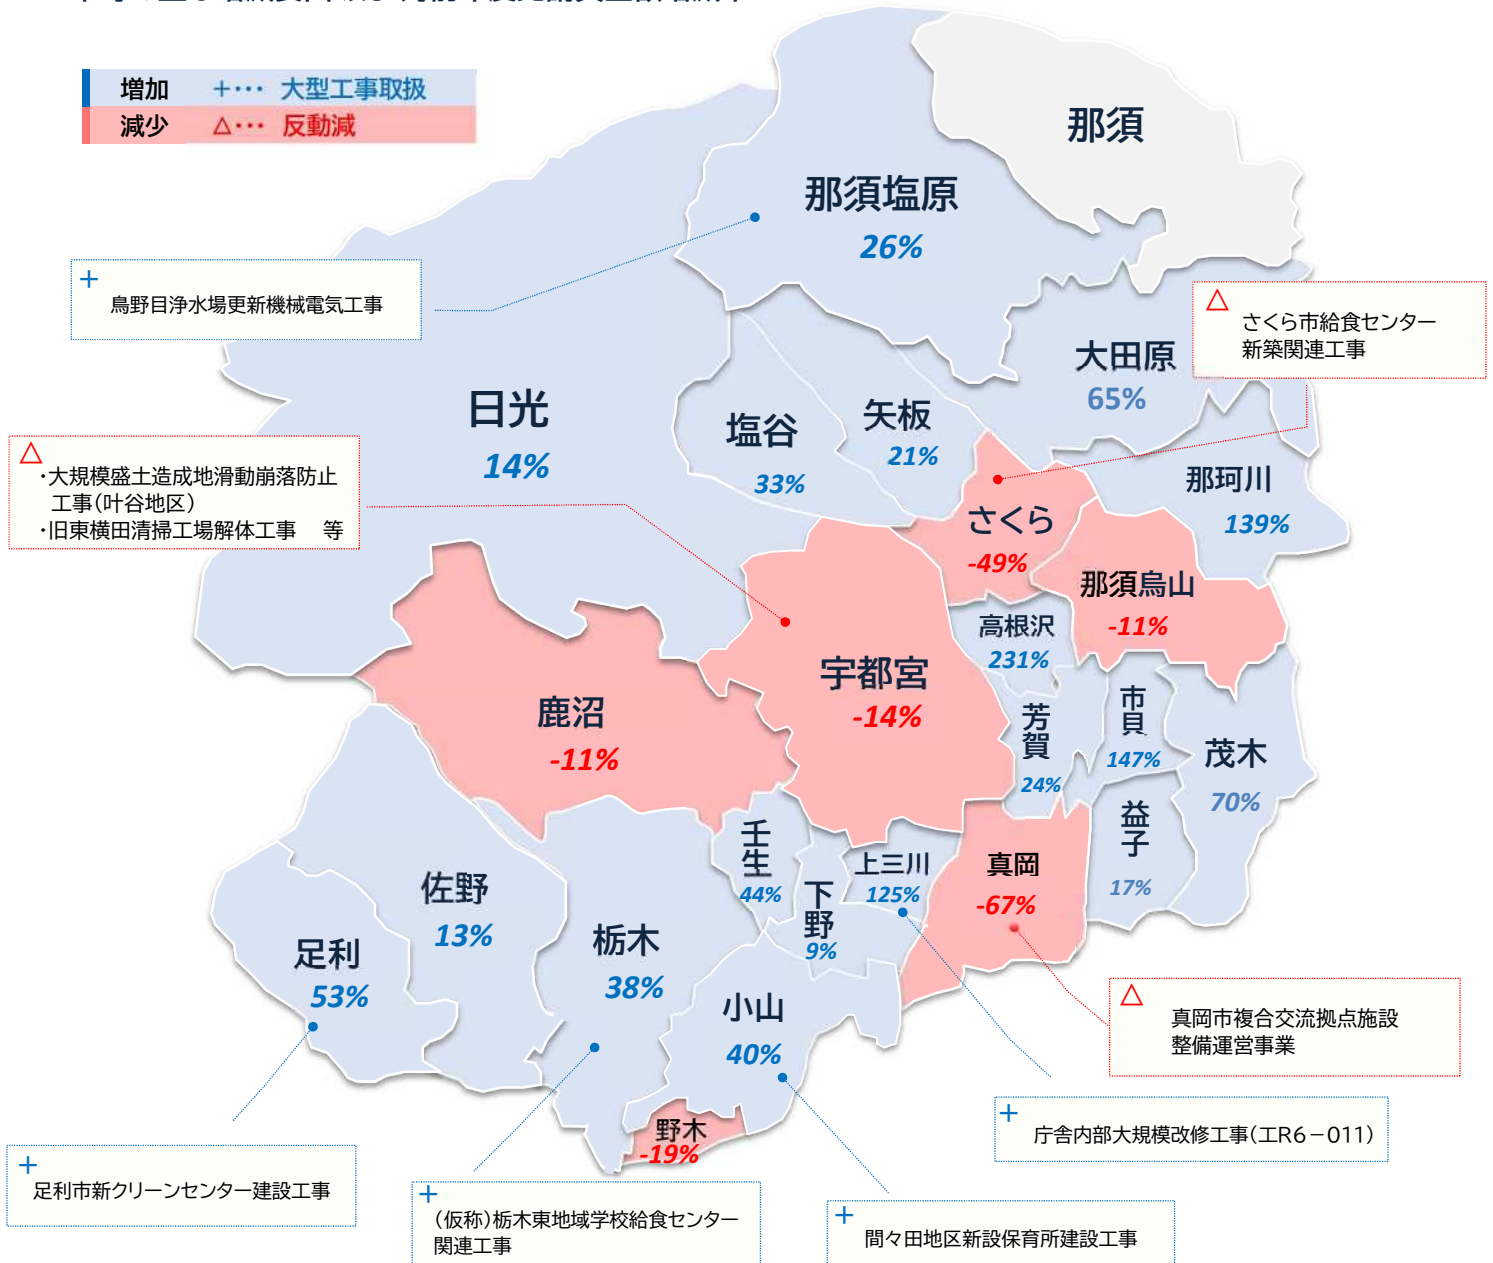 増加 +… 大型工事取扱
減少 △… 反動減
那須
那須塩原
26%
+
鳥野目浄水場更新機械電気工事
△
さくら市給食センター
新築関連工事
大田原
65%
日光
14%
塩谷
33%
矢板
21%
△
・大規模盛土造成地滑動崩落防止
工事(叶谷地区)
・旧東横田清掃工場解体工事 等
那珂川
139%
さくら
-49%
那須烏山
-11%
高根沢
231%
宇都宮
-14%
鹿沼
-11%
芳賀
24%
市貝
147%
茂木
70%
益子
17%
壬生
44%
下野
9%
上三川
125%
真岡
-67%
佐野
13%
足利
53%
栃木
38%
小山
40%
野木
-19%
△
真岡市複合交流拠点施設
整備運営事業
+
庁舎内部大規模改修工事(工R6-011)
+
足利市新クリーンセンター建設工事
+
(仮称)栃木東地域学校給食センター
関連工事
+
間々田地区新設保育所建設工事